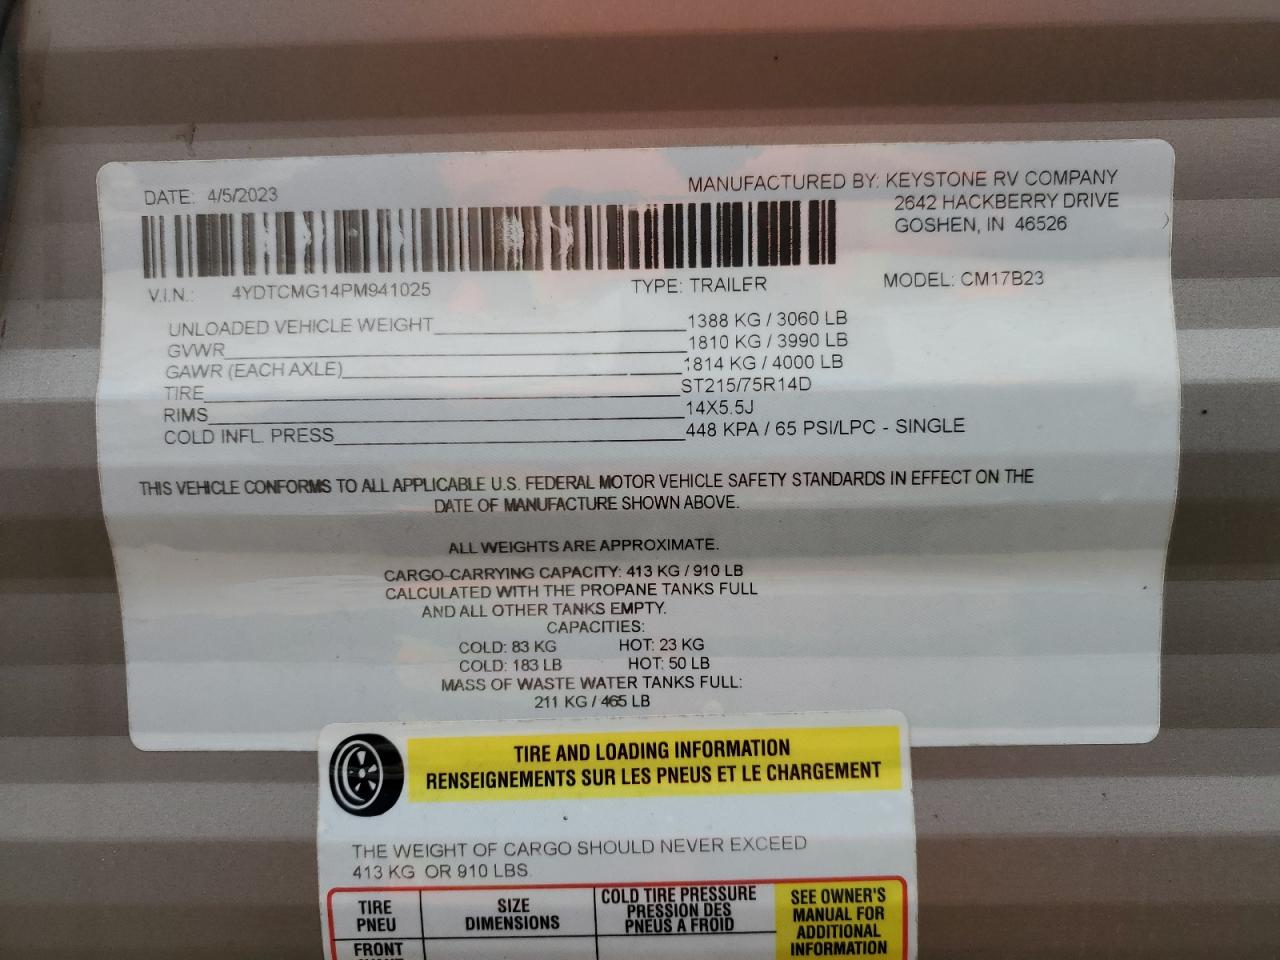 DATE: 4/5/2023
MANUFACTURED BY: KEYSTONE RV COMPANY
2642 HACKBERRY DRIVE
GOSHEN, IN 46526
V.I.N.: 4YDTCMG14PM941025 TYPE: TRAILER MODEL: CM17B23
UNLOADED VEHICLE WEIGHT 1388 KG / 3060 LB
GVWR 1810 KG / 3990 LB
GAWR (EACH AXLE) 1814 KG / 4000 LB
TIRE ST215/75R14D
RIMS 14X5.5J
COLD INFL. PRESS 448 KPA / 65 PSI/LPC - SINGLE
THIS VEHICLE CONFORMS TO ALL APPLICABLE U.S. FEDERAL MOTOR VEHICLE SAFETY STANDARDS IN EFFECT ON THE
DATE OF MANUFACTURE SHOWN ABOVE.
ALL WEIGHTS ARE APPROXIMATE.
CARGO-CARRYING CAPACITY: 413 KG / 910 LB
CALCULATED WITH THE PROPANE TANKS FULL
AND ALL OTHER TANKS EMPTY.
CAPACITIES:
COLD: 83 KG HOT: 23 KG
COLD: 183 LB HOT: 50 LB
MASS OF WASTE WATER TANKS FULL:
211 KG / 465 LB
TIRE AND LOADING INFORMATION
RENSEIGNEMENTS SUR LES PNEUS ET LE CHARGEMENT
THE WEIGHT OF CARGO SHOULD NEVER EXCEED
413 KG OR 910 LBS.
TIRE
PNEU
SIZE
DIMENSIONS
COLD TIRE PRESSURE
PRESSION DES
PNEUS A FROID
SEE OWNER'S
MANUAL FOR
ADDITIONAL
INFORMATION
FRONT